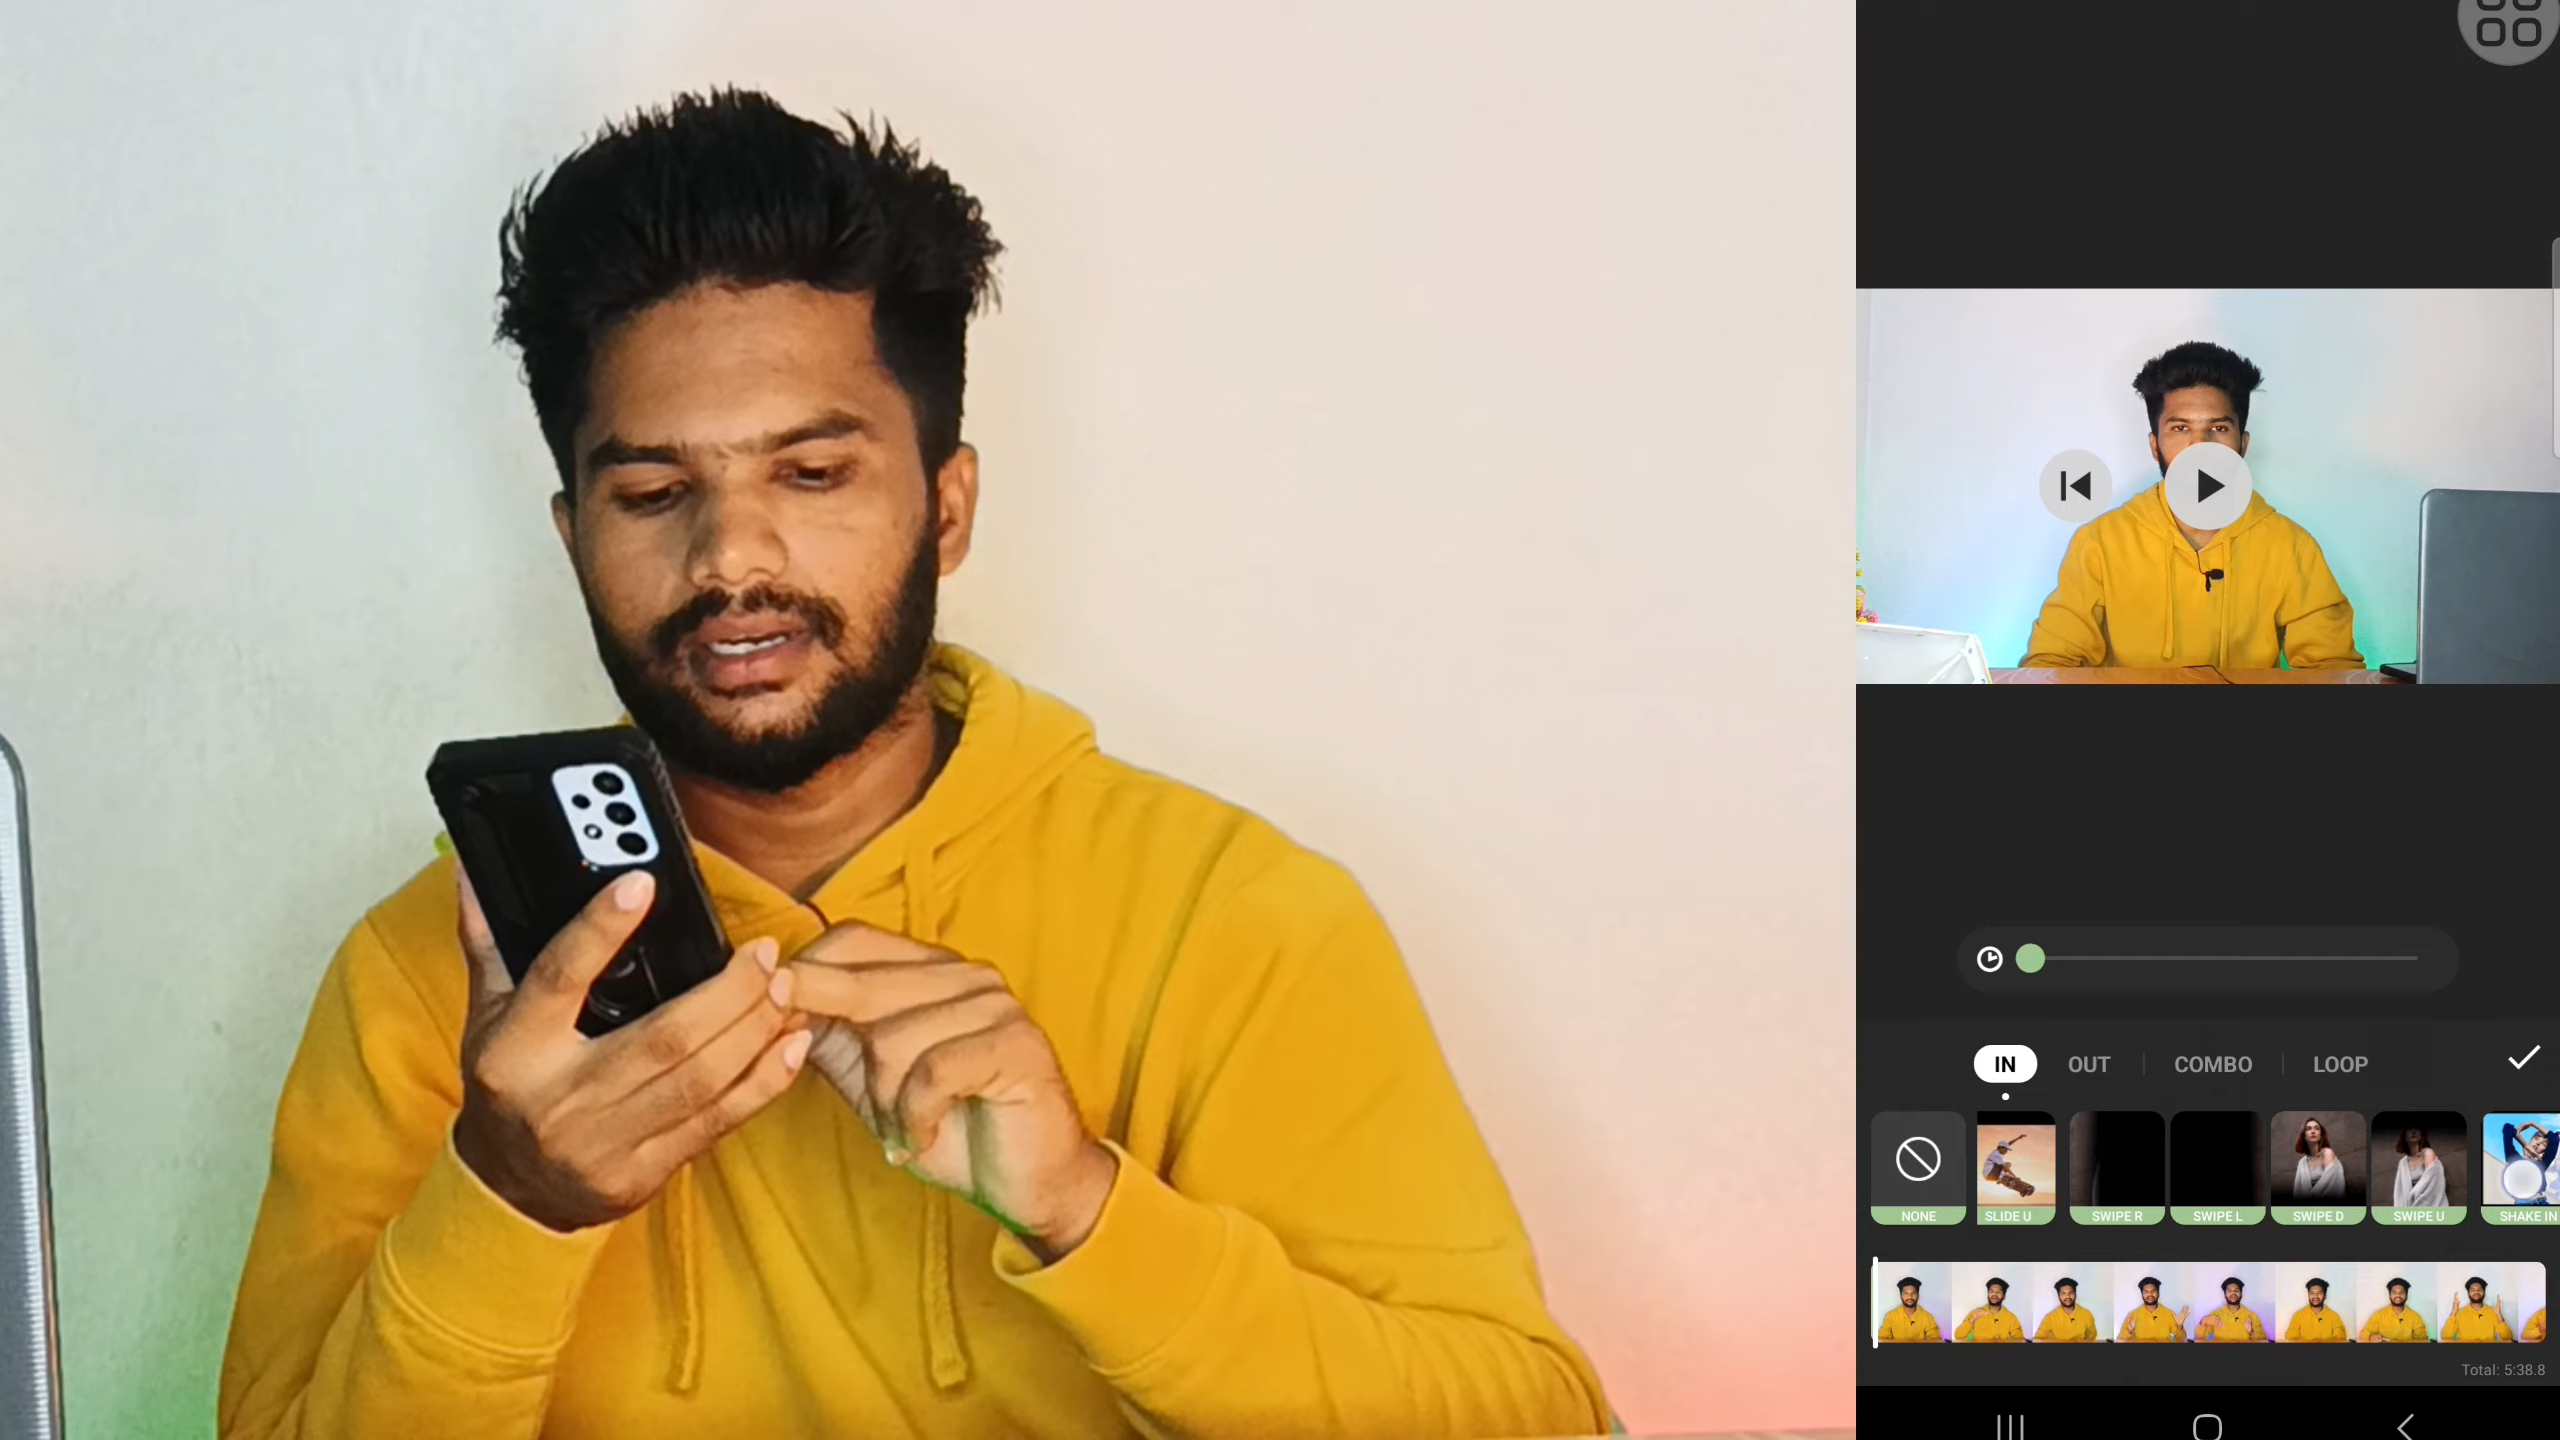 IN OUT COMBO LOOP
NONE SLIDE U SWIPE R SWIPE L SWIPE D SWIPE U SHAKE IN
Total: 5:38.8